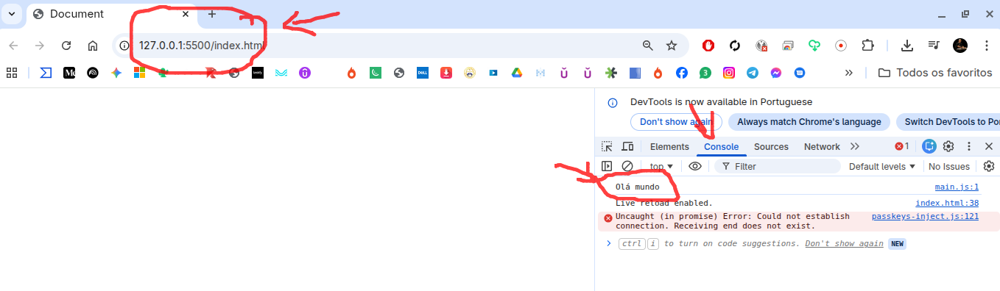 Document
127.0.0.1:5500/index.html
Todos os favoritos
DevTools is now available in Portuguese
Don't show again
Always match Chrome's language
Switch DevTools to Po
Elements
Console
Sources
Network
1
top
Filter
Default levels
No Issues
Olá mundo
main.js:1
Live reload enabled.
index.html:38
Uncaught (in promise) Error: Could not establish
passkeys-inject.js:121
connection. Receiving end does not exist.
ctrl i to turn on code suggestions. Don't show again NEW